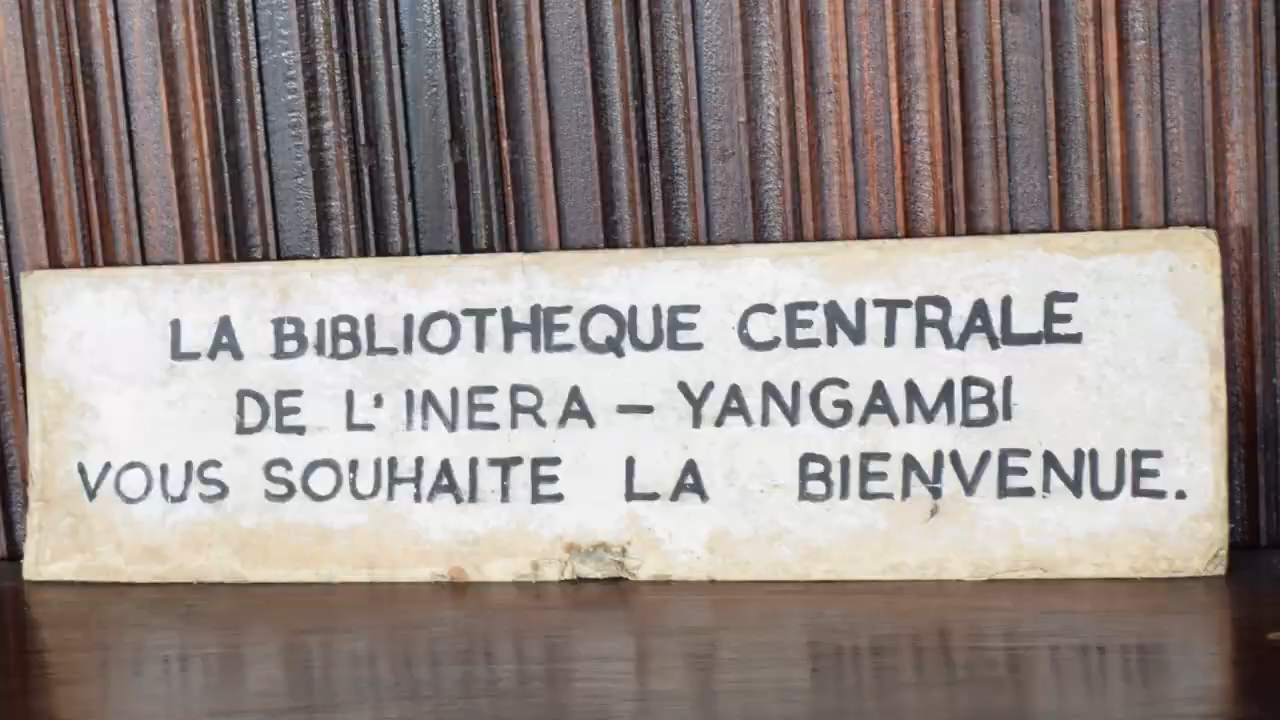 LA BIBLIOTHEQUE CENTRALE
DE L'INERA – YANGAMBI
VOUS SOUHAITE LA BIENVENUE.